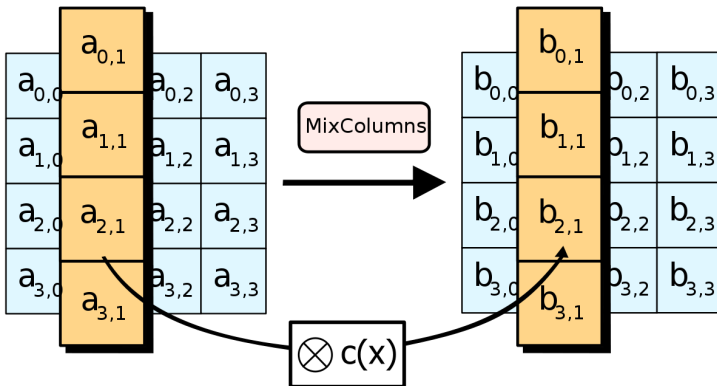 a0,0 a0,1 a0,2 a0,3
a1,0 a1,1 a1,2 a1,3
a2,0 a2,1 a2,2 a2,3
a3,0 a3,1 a3,2 a3,3
MixColumns
b0,0 b0,1 b0,2 b0,3
b1,0 b1,1 b1,2 b1,3
b2,0 b2,1 b2,2 b2,3
b3,0 b3,1 b3,2 b3,3
⊗ c(x)